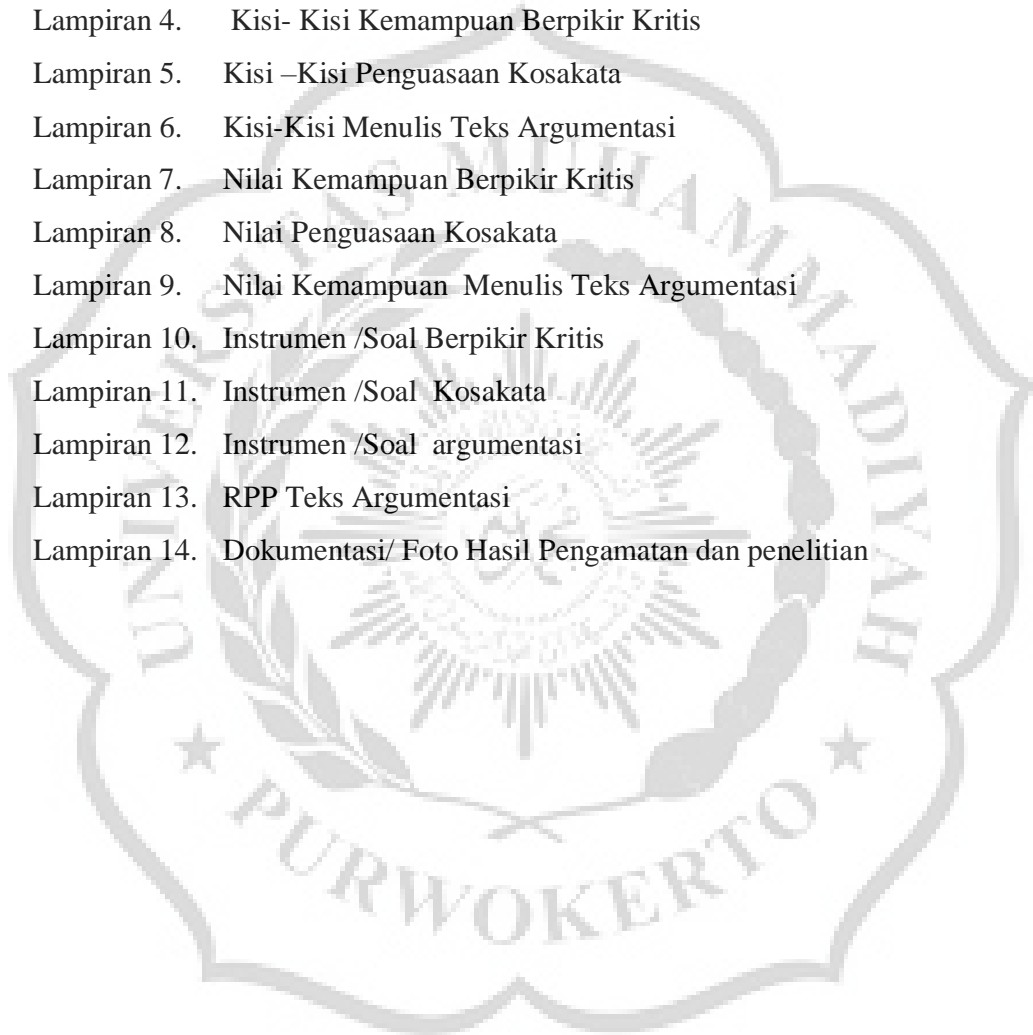 Lampiran 4. Kisi- Kisi Kemampuan Berpikir Kritis
Lampiran 5. Kisi –Kisi Penguasaan Kosakata
Lampiran 6. Kisi-Kisi Menulis Teks Argumentasi
Lampiran 7. Nilai Kemampuan Berpikir Kritis
Lampiran 8. Nilai Penguasaan Kosakata
Lampiran 9. Nilai Kemampuan Menulis Teks Argumentasi
Lampiran 10. Instrumen /Soal Berpikir Kritis
Lampiran 11. Instrumen /Soal Kosakata
Lampiran 12. Instrumen /Soal argumentasi
Lampiran 13. RPP Teks Argumentasi
Lampiran 14. Dokumentasi/ Foto Hasil Pengamatan dan penelitian
UNIVERSITAS MUHAMMADIYAH
PURWOKERTO